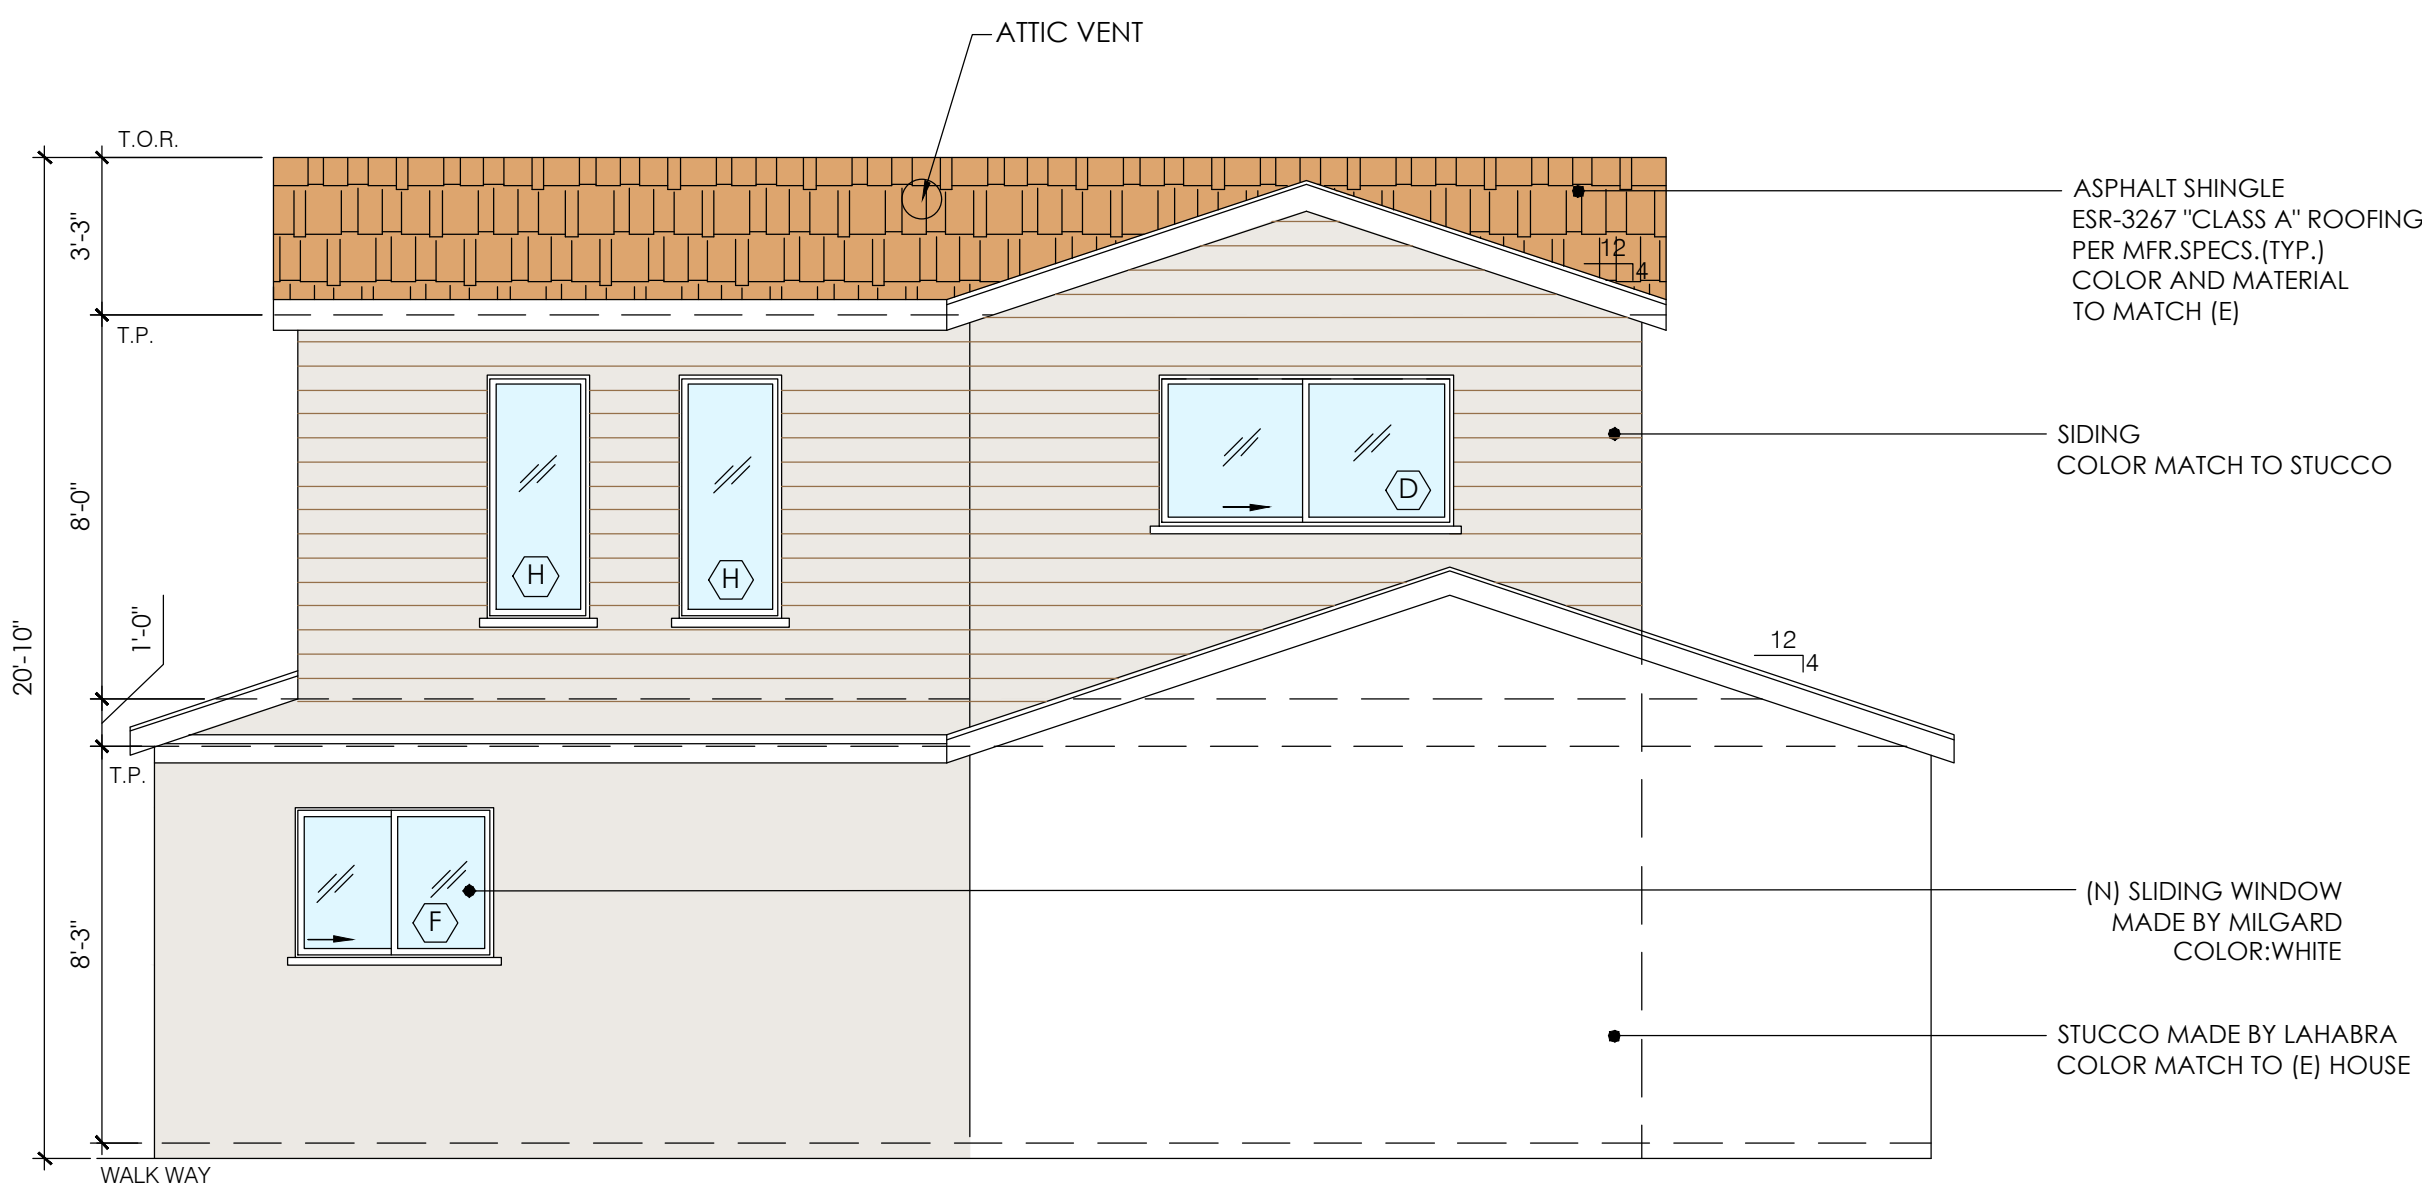 ATTIC VENT
T.O.R.
3'-3"
T.P.
8'-0"
1'-0"
20'-10"
T.P.
8'-3"
WALK WAY
12
4
H
H
D
12
4
F
ASPHALT SHINGLE
ESR-3267 "CLASS A" ROOFING
PER MFR.SPECS.(TYP.)
COLOR AND MATERIAL
TO MATCH (E)
SIDING
COLOR MATCH TO STUCCO
(N) SLIDING WINDOW
MADE BY MILGARD
COLOR:WHITE
STUCCO MADE BY LAHABRA
COLOR MATCH TO (E) HOUSE